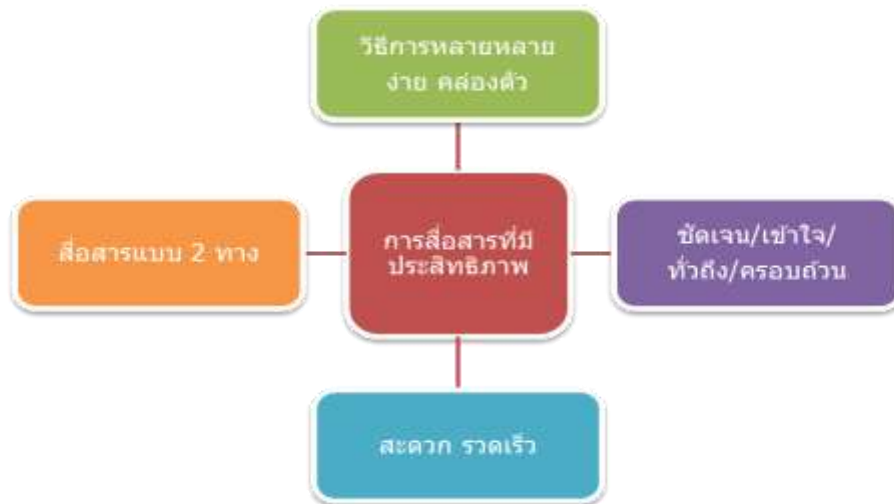 วิธีการหลายหลาย
ง่าย คล่องตัว
สื่อสารแบบ 2 ทาง
การสื่อสารที่มี
ประสิทธิภาพ
ชัดเจน/เข้าใจ/
ทั่วถึง/ครอบถ้วน
สะดวก รวดเร็ว